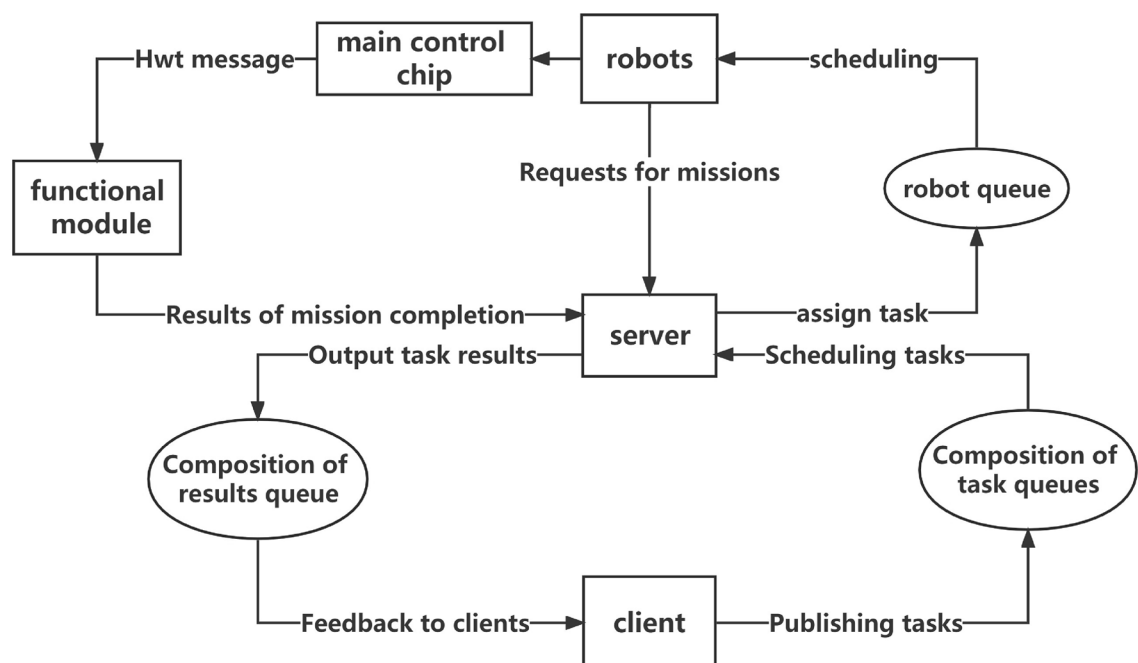 Hwt message
main control
chip
robots
scheduling
functional
module
Requests for missions
robot queue
Results of mission completion
server
assign task
Output task results
Scheduling tasks
Composition of
results queue
Composition of
task queues
Feedback to clients
client
Publishing tasks